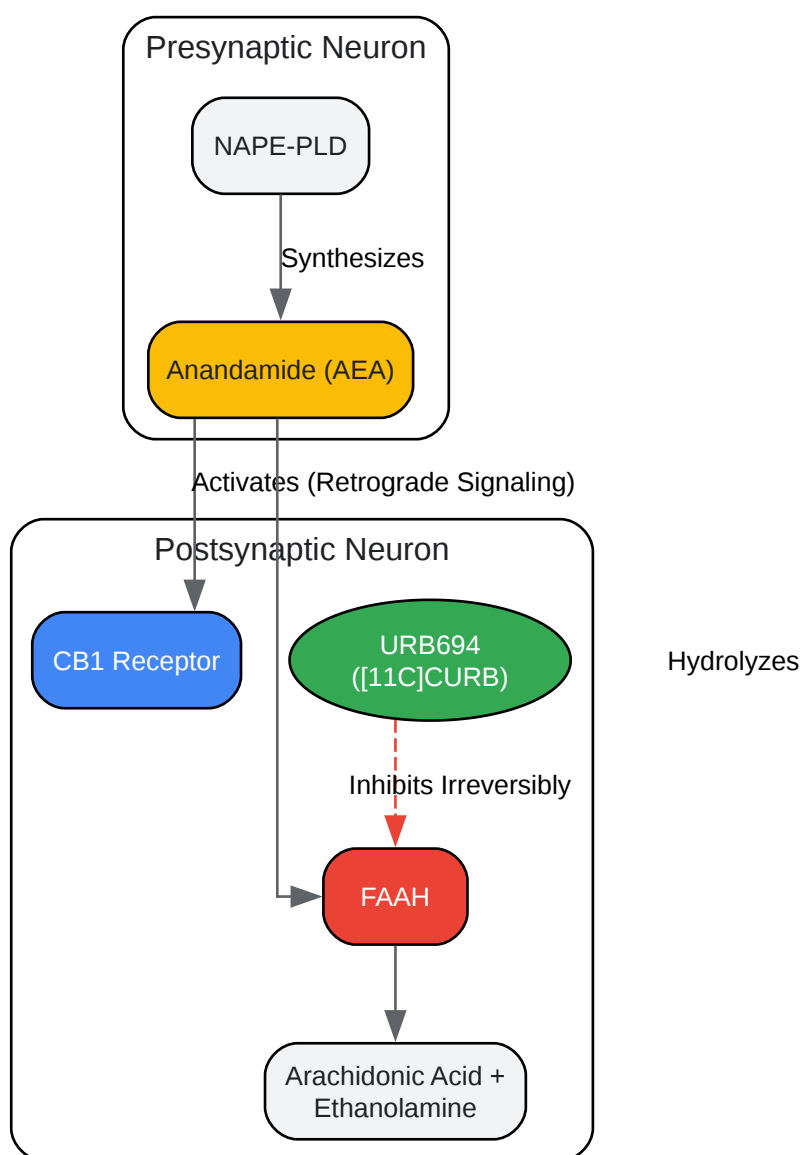 Presynaptic Neuron
NAPE-PLD
Synthesizes
Anandamide (AEA)
Activates (Retrograde Signaling)
Postsynaptic Neuron
CB1 Receptor
URB694
([11C]CURB)
Hydrolyzes
Inhibits Irreversibly
FAAH
Arachidonic Acid +
Ethanolamine